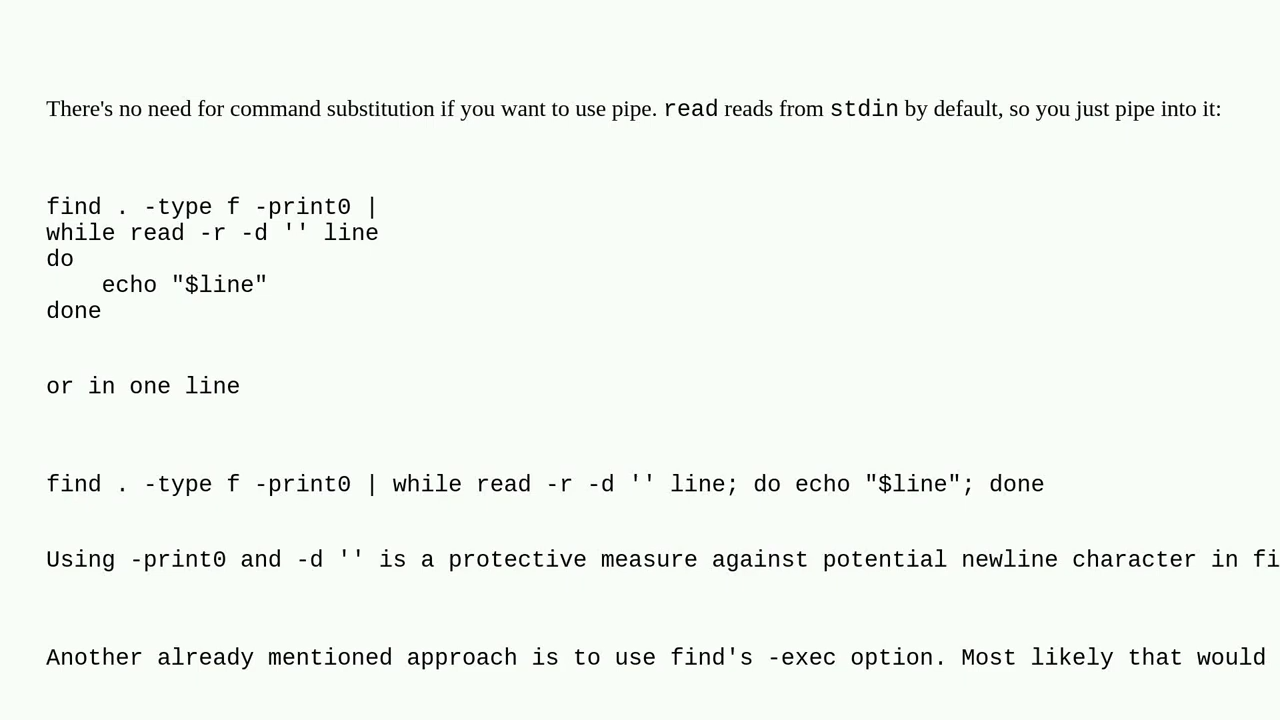 There's no need for command substitution if you want to use pipe. read reads from stdin by default, so you just pipe into it:
find . -type f -print0 |
while read -r -d '' line
do
    echo "$line"
done
or in one line
find . -type f -print0 | while read -r -d '' line; do echo "$line"; done
Using -print0 and -d '' is a protective measure against potential newline character in fi
Another already mentioned approach is to use find's -exec option. Most likely that would